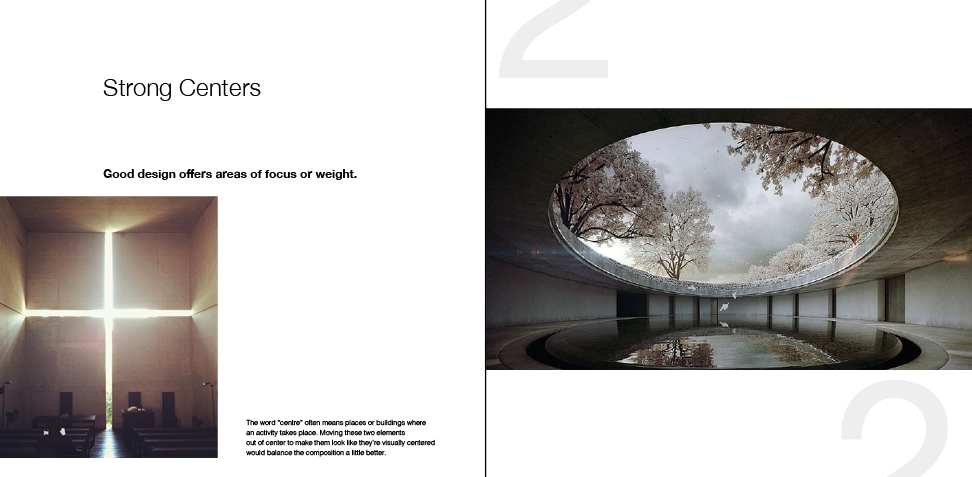 Strong Centers
Good design offers areas of focus or weight.
The word "centre" often means places or buildings where
an activity takes place. Moving these two elements
out of center to make them look like they're visually centered
would balance the composition a little better.
2
2